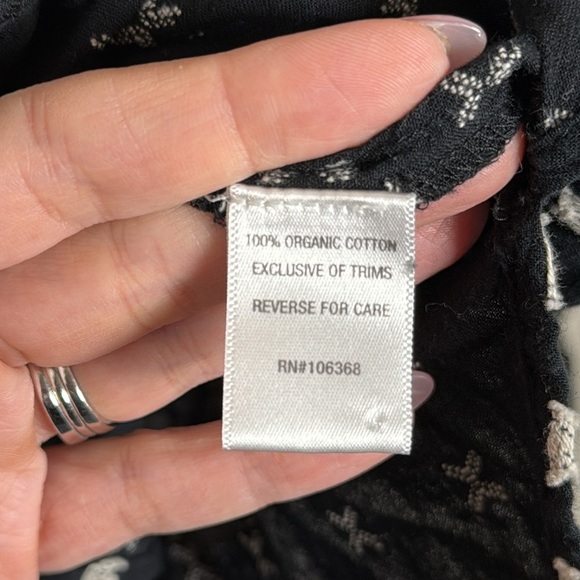 100% ORGANIC COTTON
EXCLUSIVE OF TRIMS
REVERSE FOR CARE
RN#106368